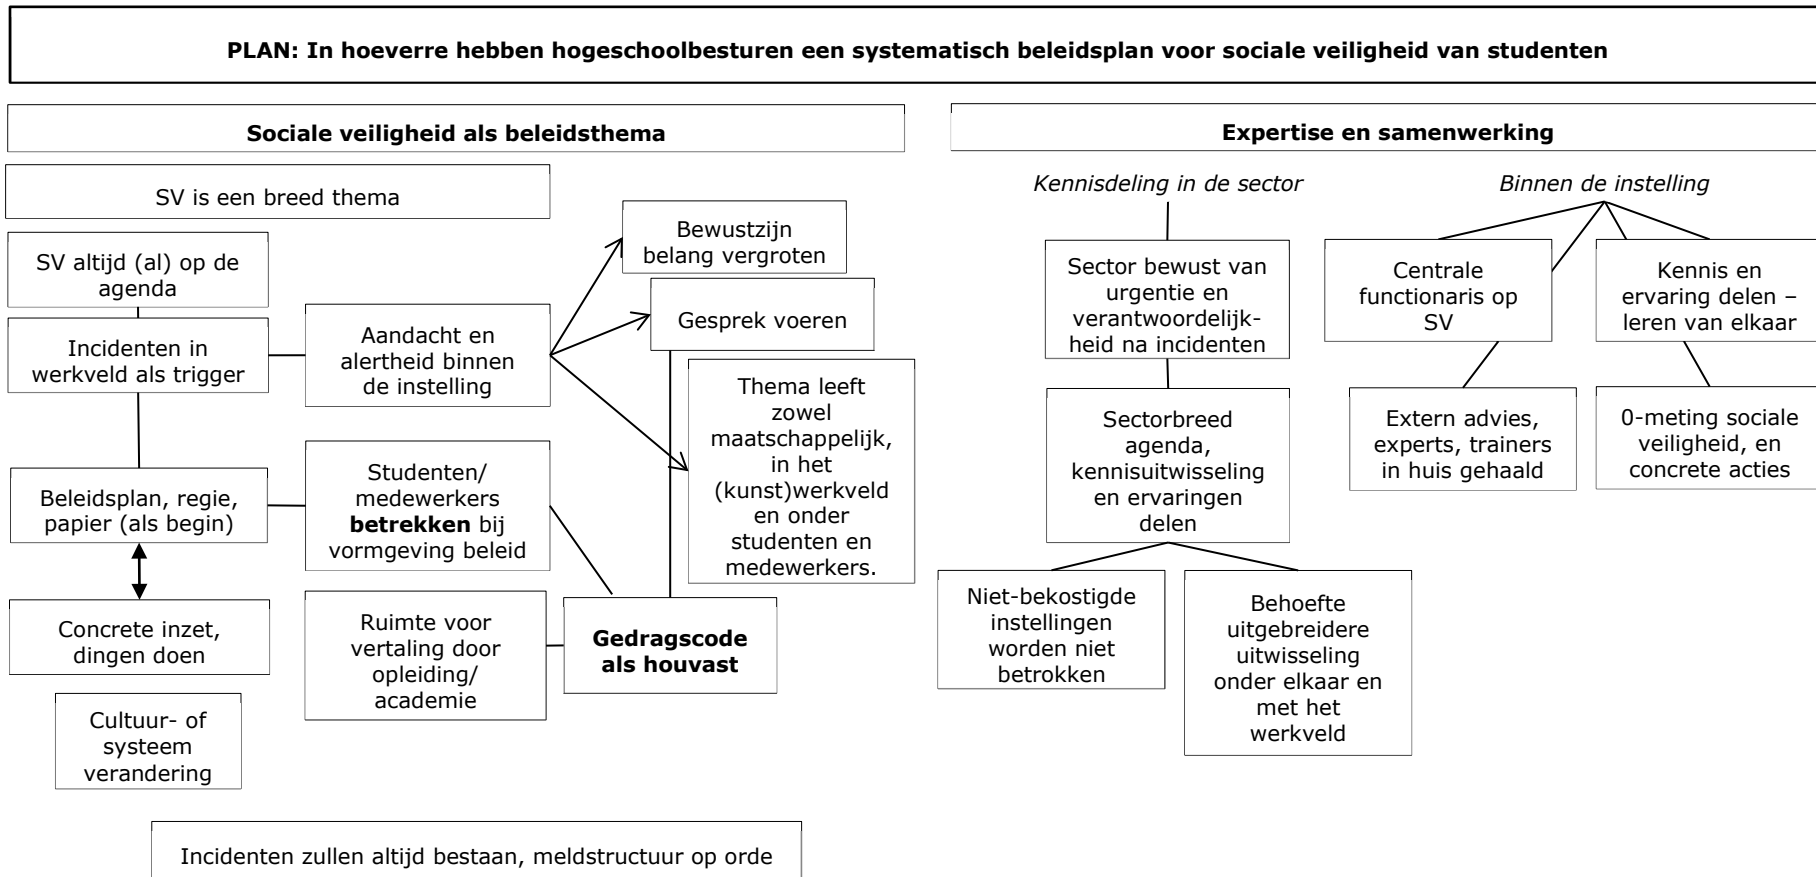 PLAN: In hoeverre hebben hogeschoolbesturen een systematisch beleidsplan voor sociale veiligheid van studenten
Sociale veiligheid als beleidsthema
SV is een breed thema
SV altijd (al) op de
agenda
Incidenten in
werkveld als trigger
Beleidsplan, regie,
papier (als begin)
Concrete inzet,
dingen doen
Cultuur- of
systeem
verandering
Aandacht en
alertheid binnen
de instelling
Studenten/
medewerkers
betrekken bij
vormgeving beleid
Ruimte voor
vertaling door
opleiding/
academie
Bewustzijn
belang vergroten
Gesprek voeren
Thema leeft
zowel
maatschappelijk,
in het
(kunst)werkveld
en onder
studenten en
medewerkers.
Gedragscode
als houvast
Incidenten zullen altijd bestaan, meldstructuur op orde
Expertise en samenwerking
Kennisdeling in de sector
Sector bewust van
urgentie en
verantwoordelijk-
heid na incidenten
Sectorbreed
agenda,
kennisuitwisseling
en ervaringen
delen
Niet-bekostigde
instellingen
worden niet
betrokken
Behoefte
uitgebreidere
uitwisseling
onder elkaar en
met het
werkveld
Binnen de instelling
Centrale
functionaris op
SV
Kennis en
ervaring delen –
leren van elkaar
Extern advies,
experts, trainers
in huis gehaald
0-meting sociale
veiligheid, en
concrete acties